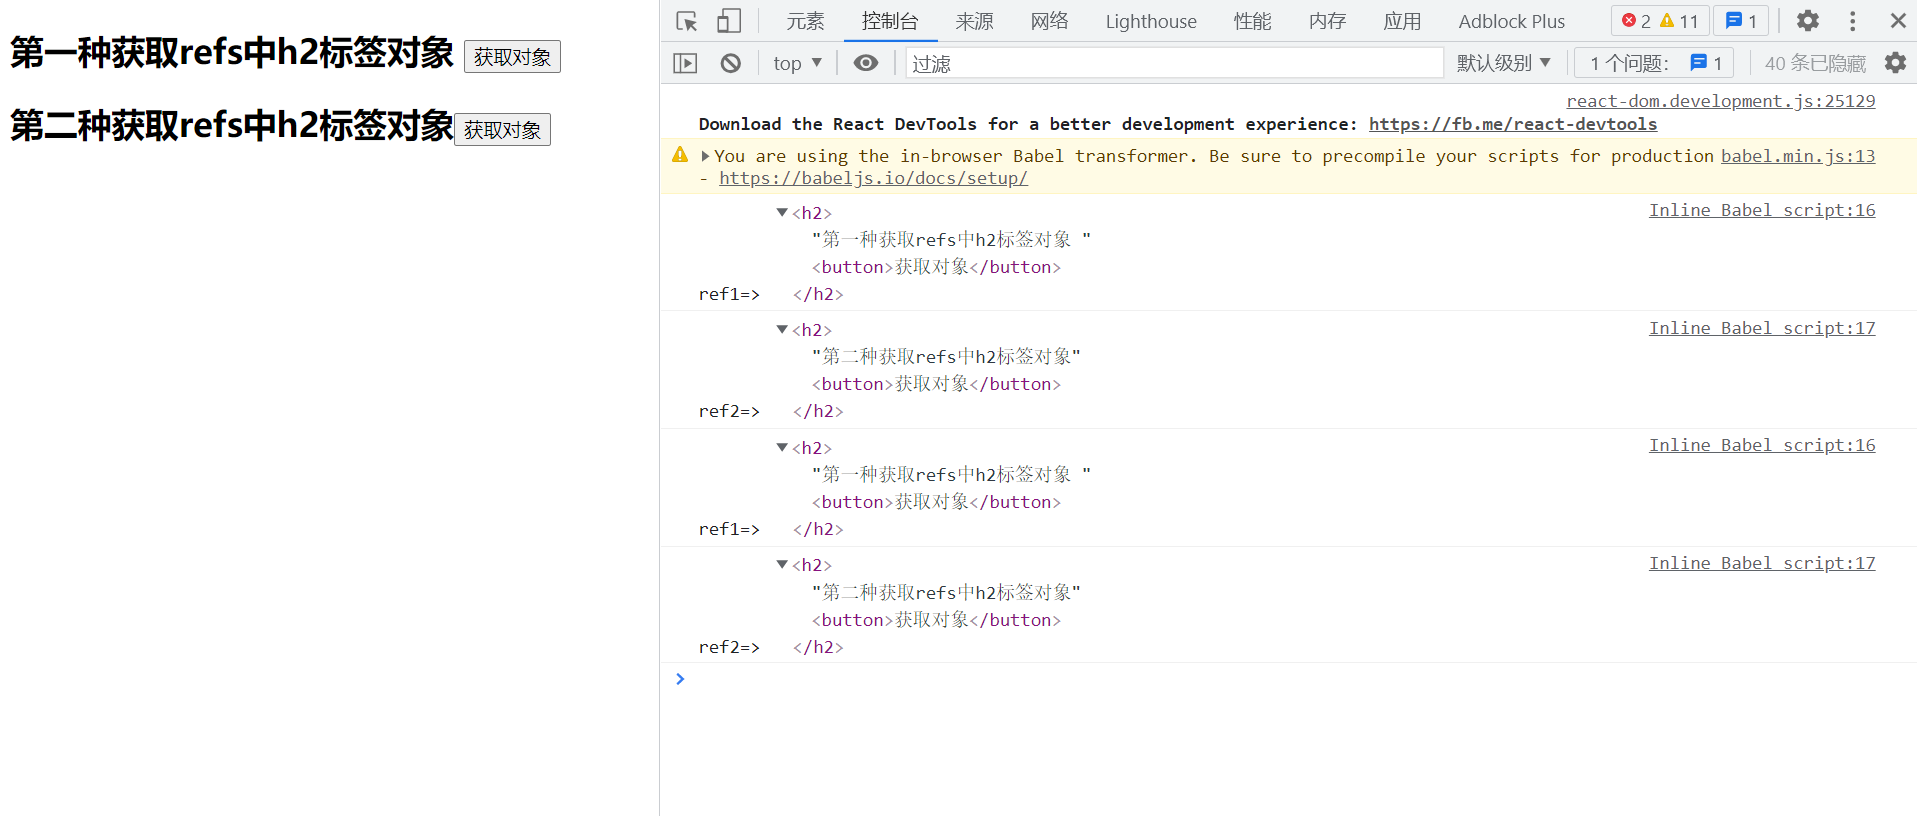 第一种获取refs中h2标签对象 获取对象
第二种获取refs中h2标签对象 获取对象
元素 控制台 来源 网络 Lighthouse 性能 内存 应用 Adblock Plus 2 11 1
top 过滤 默认级别 1 个问题: 1 40 条已隐藏
react-dom.development.js:25129
Download the React DevTools for a better development experience: https://fb.me/react-devtools
You are using the in-browser Babel transformer. Be sure to precompile your scripts for production babel.min.js:13
- https://babeljs.io/docs/setup/
<h2> Inline Babel script:16
"第一种获取refs中h2标签对象 "
<button>获取对象</button>
ref1=> </h2>
<h2> Inline Babel script:17
"第二种获取refs中h2标签对象"
<button>获取对象</button>
ref2=> </h2>
<h2> Inline Babel script:16
"第一种获取refs中h2标签对象 "
<button>获取对象</button>
ref1=> </h2>
<h2> Inline Babel script:17
"第二种获取refs中h2标签对象"
<button>获取对象</button>
ref2=> </h2>